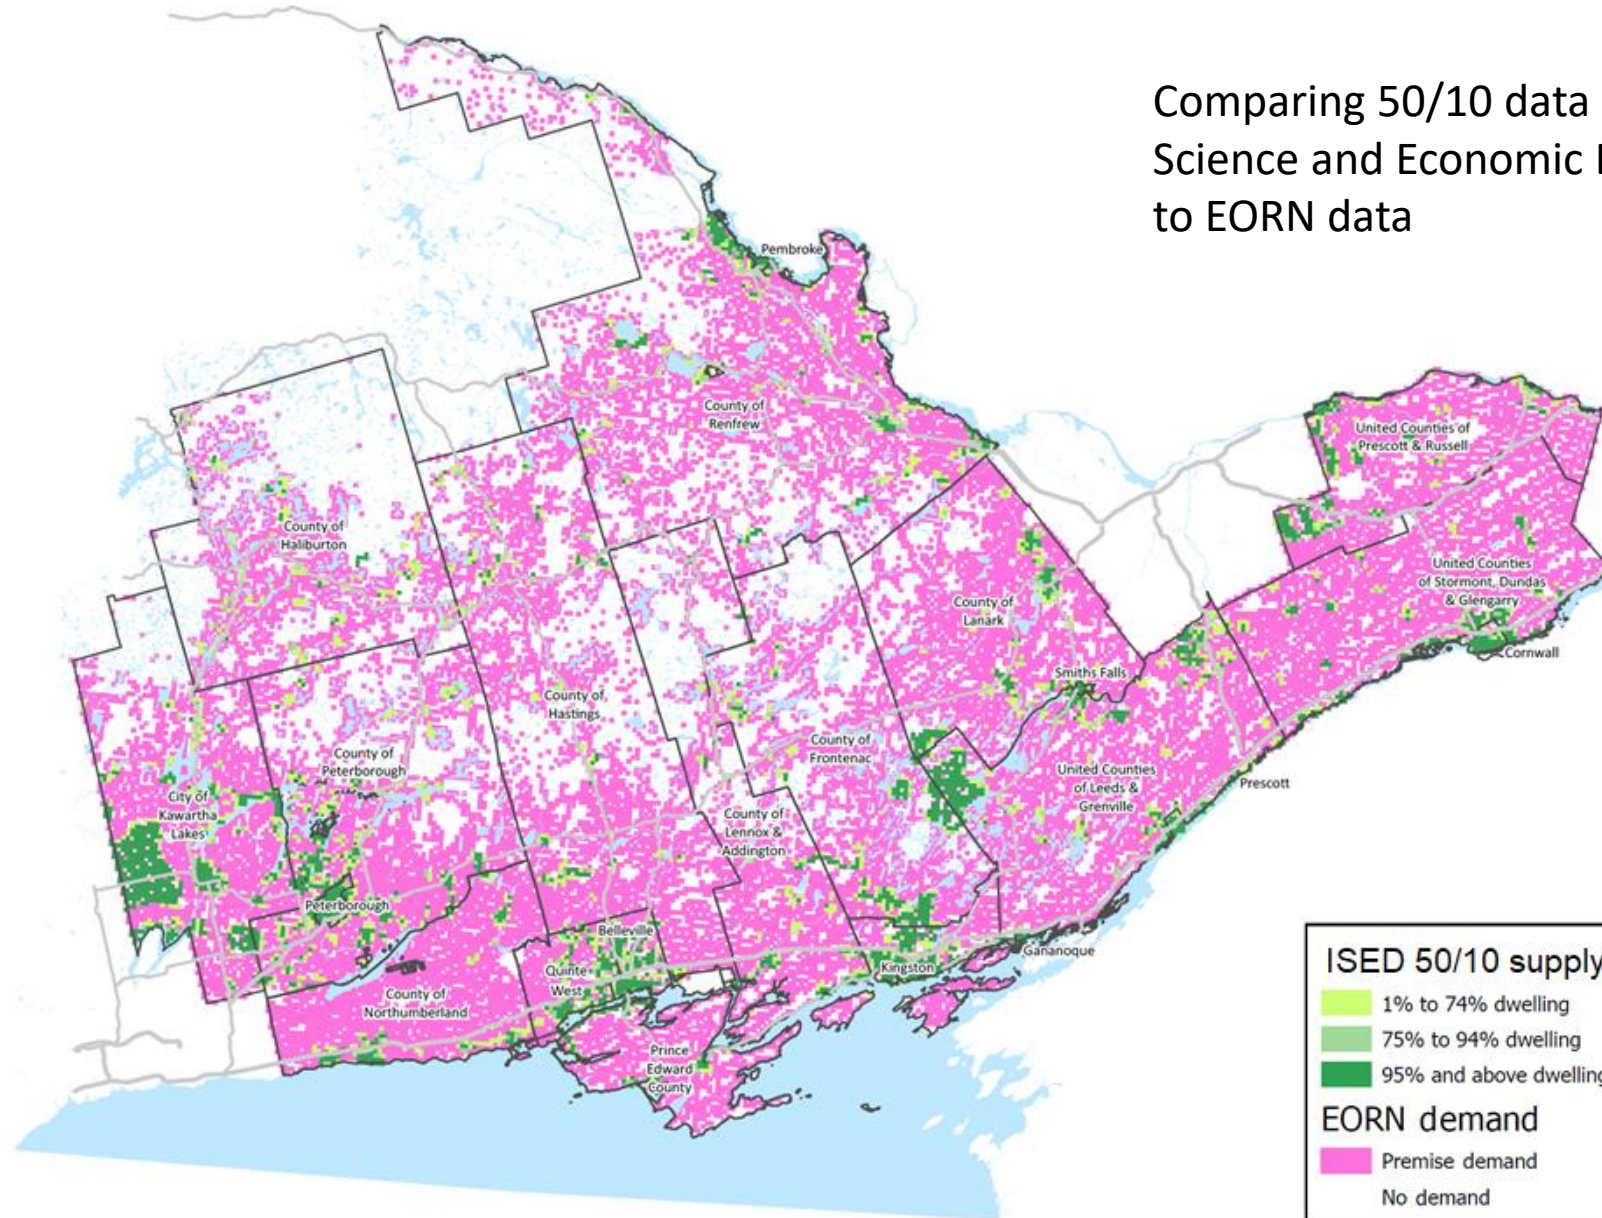 Comparing 50/10 data
Science and Economic
to EORN data
Pembroke
County of
Renfrew
United Counties of
Prescott & Russell
County of
Haliburton
United Counties
of Stormont, Dundas
& Glengarry
County of
Lanark
Cornwall
Smiths Falls
County of
Hastings
County of
Frontenac
County of
Peterborough
United Counties
of Leeds &
Grenville
Prescott
City of
Kawartha
Lakes
County of
Lennox &
Addington
Peterborough
Belleville
Gananoque
Kingston
Quinte
West
County of
Northumberland
Prince
Edward
County
ISED 50/10 supply
1% to 74% dwelling
75% to 94% dwelling
95% and above dwelling
EORN demand
Premise demand
No demand